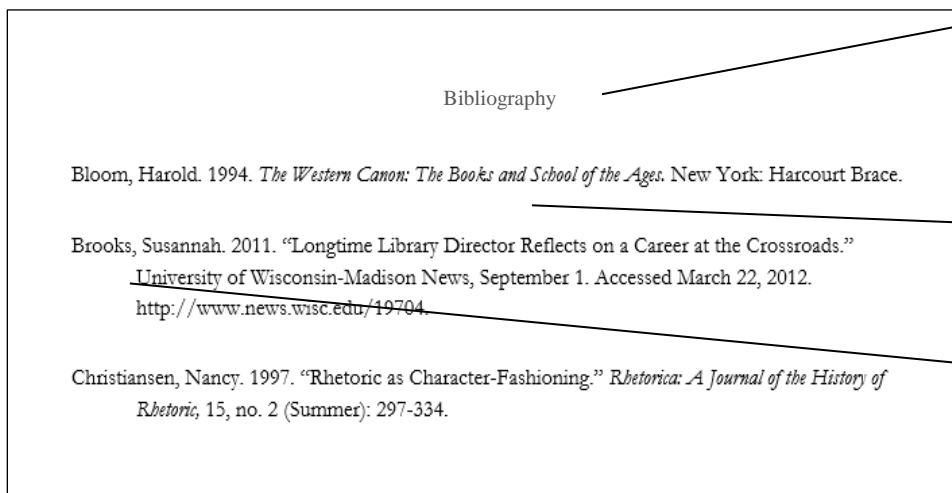 Bibliography
Bloom, Harold. 1994. The Western Canon: The Books and School of the Ages. New York: Harcourt Brace.
Brooks, Susannah. 2011. “Longtime Library Director Reflects on a Career at the Crossroads.”
University of Wisconsin-Madison News, September 1. Accessed March 22, 2012.
http://www.news.wisc.edu/19704.
Christiansen, Nancy. 1997. “Rhetoric as Character-Fashioning.” Rhetorica: A Journal of the History of
Rhetoric, 15, no. 2 (Summer): 297-334.